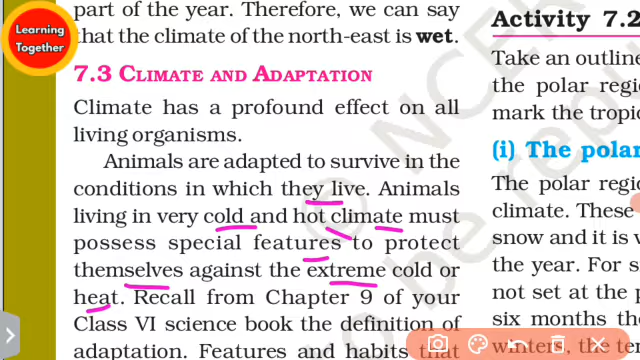 Learning
Together
part of the year. Therefore, we can say
that the climate of the north-east is wet.
7.3 CLIMATE AND ADAPTATION
Climate has a profound effect on all
living organisms.
Animals are adapted to survive in the
conditions in which they live. Animals
living in very cold and hot climate must
possess special features to protect
themselves against the extreme cold or
heat. Recall from Chapter 9 of your
Class VI science book the definition of
adaptation. Features and habits that
Activity 7.2
Take an outline
the polar regi
mark the tropic
(i) The polar
The polar regi
climate. These
snow and it is v
the year. For s
not set at the p
six months the
winters, the te
© NCER
be repu